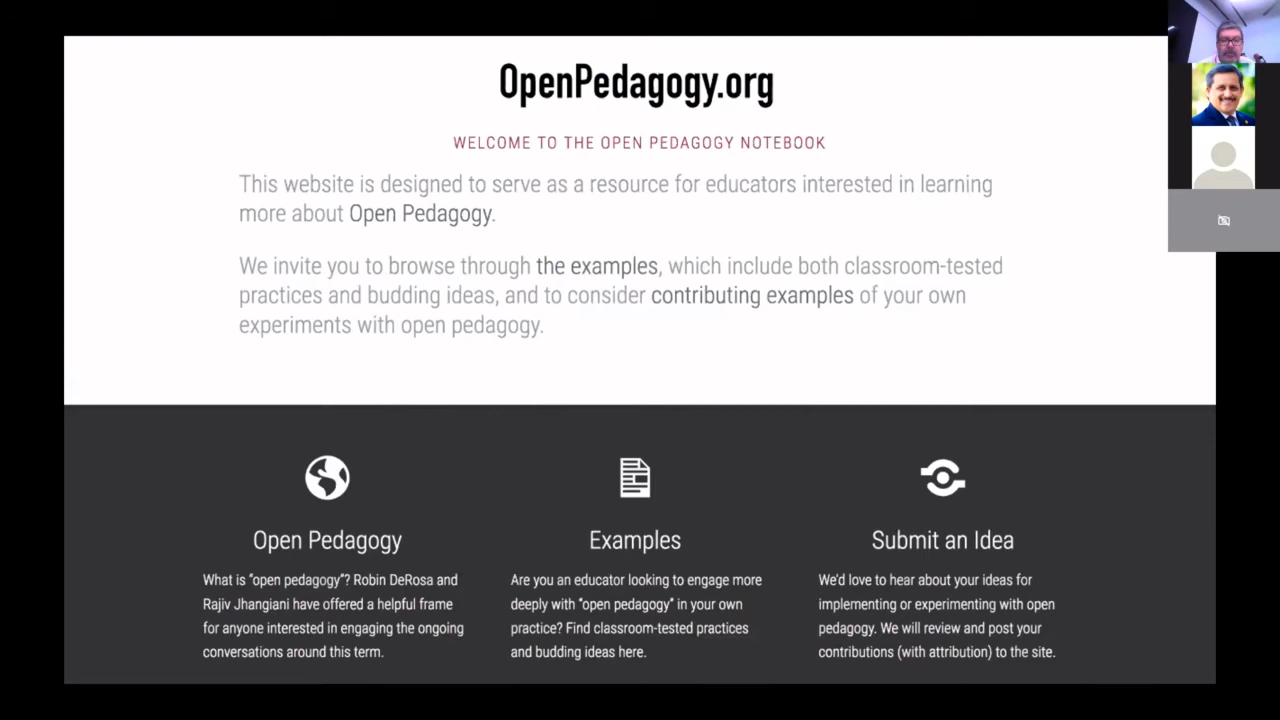 OpenPedagogy.org
WELCOME TO THE OPEN PEDAGOGY NOTEBOOK
This website is designed to serve as a resource for educators interested in learning
more about Open Pedagogy.
We invite you to browse through the examples, which include both classroom-tested
practices and budding ideas, and to consider contributing examples of your own
experiments with open pedagogy.
Open Pedagogy
What is "open pedagogy"? Robin DeRosa and
Rajiv Jhangiani have offered a helpful frame
for anyone interested in engaging the ongoing
conversations around this term.
Examples
Are you an educator looking to engage more
deeply with "open pedagogy" in your own
practice? Find classroom-tested practices
and budding ideas here.
Submit an Idea
We'd love to hear about your ideas for
implementing or experimenting with open
pedagogy. We will review and post your
contributions (with attribution) to the site.